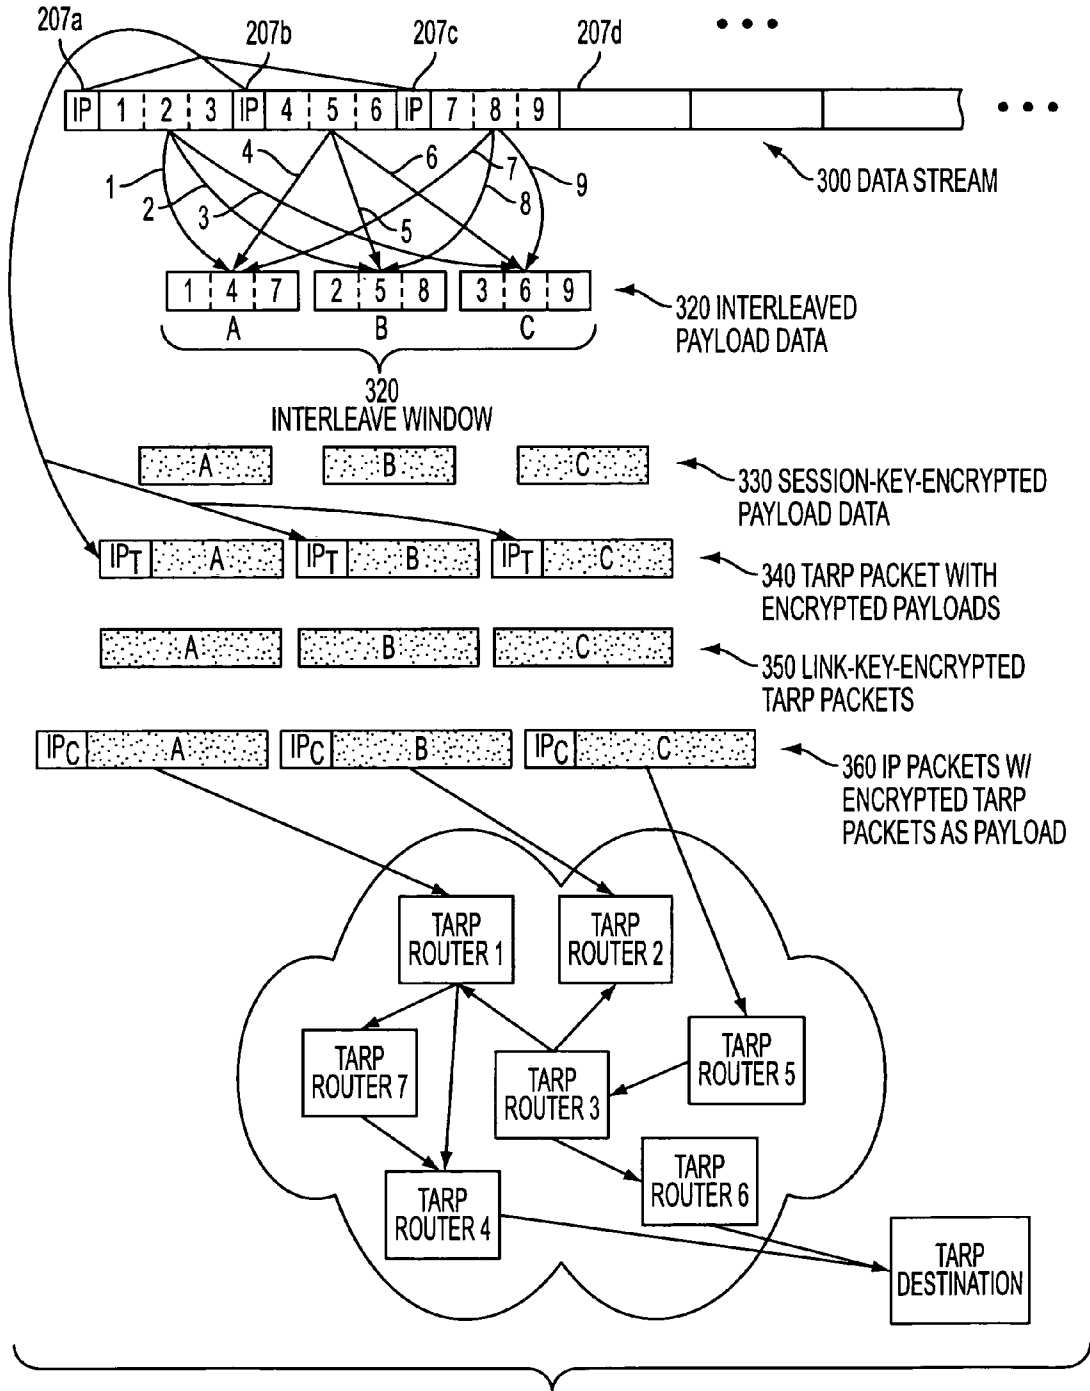 207a 207b 207c 207d
IP 1 2 3 IP 4 5 6 IP 7 8 9
300 DATA STREAM
1 2 3 4 5 6 7 8 9
1 4 7 2 5 8 3 6 9
A B C
320 INTERLEAVED
PAYLOAD DATA
320
INTERLEAVE WINDOW
A B C
330 SESSION-KEY-ENCRYPTED
PAYLOAD DATA
IPT A IPT B IPT C
340 TARP PACKET WITH
ENCRYPTED PAYLOADS
A B C
350 LINK-KEY-ENCRYPTED
TARP PACKETS
IPC A IPC B IPC C
360 IP PACKETS W/
ENCRYPTED TARP
PACKETS AS PAYLOAD
TARP
ROUTER 1
TARP
ROUTER 2
TARP
ROUTER 7
TARP
ROUTER 3
TARP
ROUTER 5
TARP
ROUTER 4
TARP
ROUTER 6
TARP
DESTINATION